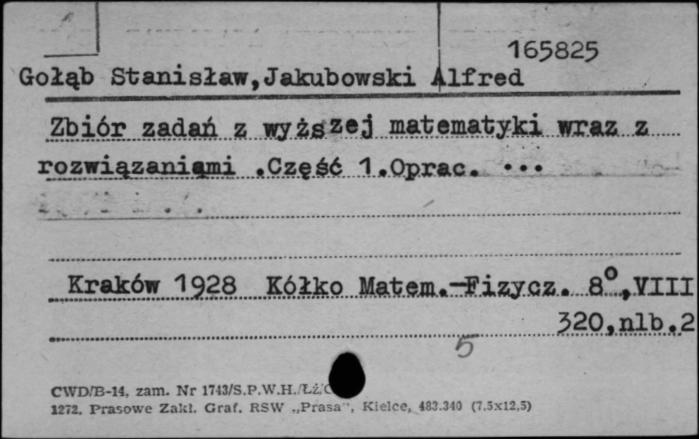 165825
Gołąb Stanisław,Jakubowski Alfred
Zbiór zadań z wyższej matematyki wraz z
rozwiązaniami .Część 1.Oprac. ...
Kraków 1928 Kółko Matem.-Fizycz. 8°,VIII
320,nlb.2
5
CWD/B-14, zam. Nr 1743/S.P.W.H./Łź/
1272. Prasowe Zakł. Graf. RSW „Prasa", Kielce, 483.340 (7,5x12,5)